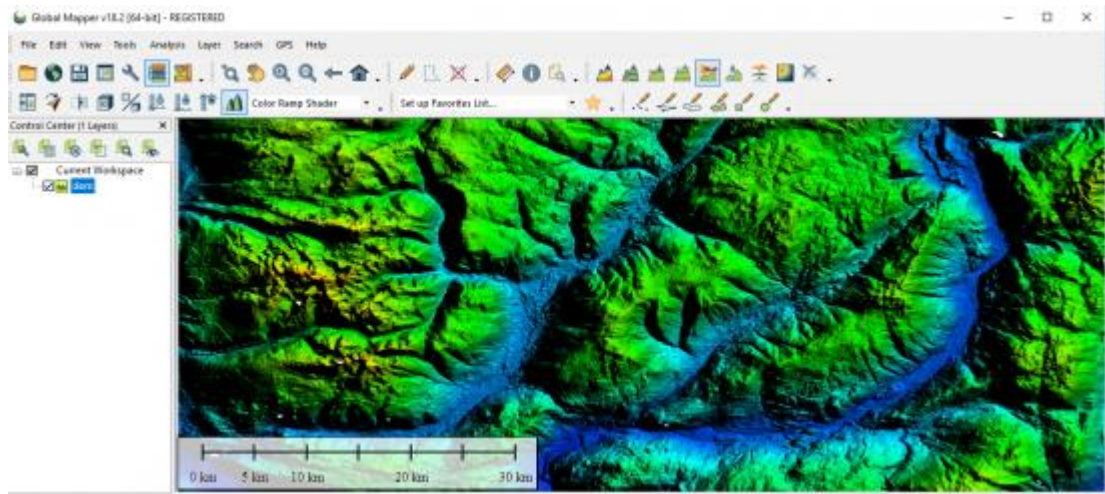 Global Mapper v18.2 (64-bit) - REGISTERED
File Edit View Tools Analysis Layer Search GPS Help
Color Ramp Shader
Set up Favorites List...
Control Center (1 Layers)
Current Workspace
dem
0 km 5 km 10 km 20 km 30 km